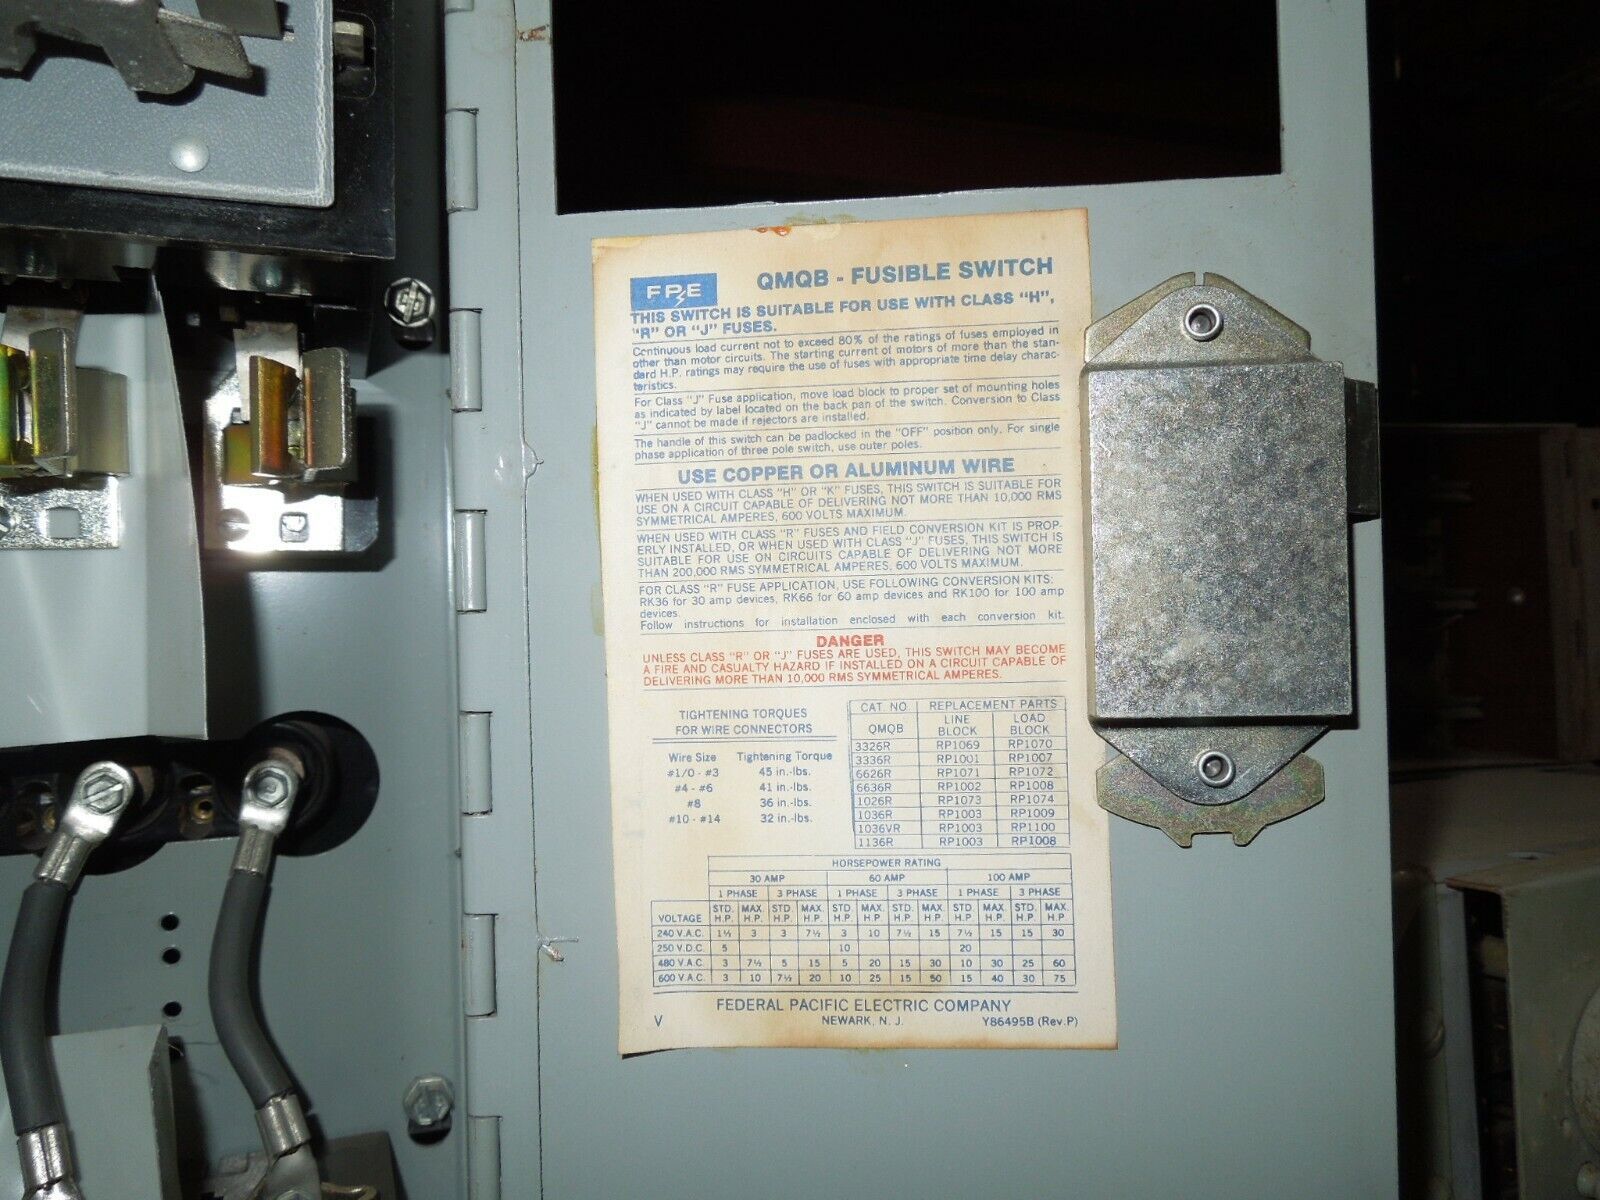 FPE
QMQB - FUSIBLE SWITCH
THIS SWITCH IS SUITABLE FOR USE WITH CLASS "H",
"R" OR "J" FUSES.
Continuous load current not to exceed 80% of the ratings of fuses employed in
other than motor circuits. The starting current of motors of more than the stan-
dard H.P. ratings may require the use of fuses with appropriate time delay charac-
teristics.
For Class "J" Fuse application, move load block to proper set of mounting holes
as indicated by label located on the back pan of the switch. Conversion to Class
"J" cannot be made if rejectors are installed.
The handle of this switch can be padlocked in the "OFF" position only. For single
phase application of three pole switch, use outer poles.
USE COPPER OR ALUMINUM WIRE
WHEN USED WITH CLASS "H" OR "K" FUSES, THIS SWITCH IS SUITABLE FOR
USE ON A CIRCUIT CAPABLE OF DELIVERING NOT MORE THAN 10,000 RMS
SYMMETRICAL AMPERES, 600 VOLTS MAXIMUM.
WHEN USED WITH CLASS "R" FUSES AND FIELD CONVERSION KIT IS PROP-
ERLY INSTALLED, OR WHEN USED WITH CLASS "J" FUSES, THIS SWITCH IS
SUITABLE FOR USE ON CIRCUITS CAPABLE OF DELIVERING NOT MORE
THAN 200,000 RMS SYMMETRICAL AMPERES, 600 VOLTS MAXIMUM.
FOR CLASS "R" FUSE APPLICATION, USE FOLLOWING CONVERSION KITS:
RK36 for 30 amp devices, RK66 for 60 amp devices and RK100 for 100 amp
devices.
Follow instructions for installation enclosed with each conversion kit.
DANGER
UNLESS CLASS "R" OR "J" FUSES ARE USED, THIS SWITCH MAY BECOME
A FIRE AND CASUALTY HAZARD IF INSTALLED ON A CIRCUIT CAPABLE OF
DELIVERING MORE THAN 10,000 RMS SYMMETRICAL AMPERES.
TIGHTENING TORQUES
FOR WIRE CONNECTORS
Wire Size Tightening Torque
#1/0 - #3 45 in.-lbs.
#4 - #6 41 in.-lbs.
#8 36 in.-lbs.
#10 - #14 32 in.-lbs.
CAT. NO REPLACEMENT PARTS
QMQB LINE BLOCK LOAD BLOCK
3326R RP1069 RP1070
3336R RP1001 RP1007
6626R RP1071 RP1072
6636R RP1002 RP1008
1026R RP1073 RP1074
1036R RP1003 RP1009
1036VR RP1003 RP1100
1136R RP1003 RP1008
HORSEPOWER RATING
30 AMP 60 AMP 100 AMP
1 PHASE 3 PHASE 1 PHASE 3 PHASE 1 PHASE 3 PHASE
VOLTAGE STD. H.P. MAX. H.P. STD. H.P. MAX. H.P. STD. H.P. MAX. H.P. STD. H.P. MAX. H.P. STD. H.P. MAX. H.P. STD. H.P. MAX. H.P.
240 V.A.C. 1½ 3 3 7½ 3 10 7½ 15 7½ 15 15 30
250 V.D.C. 5 10 20
480 V.A.C. 3 7½ 5 15 5 20 15 30 10 30 25 60
600 V.A.C. 3 10 7½ 20 10 25 15 50 15 40 30 75
FEDERAL PACIFIC ELECTRIC COMPANY
V NEWARK, N. J. Y86495B (Rev.P)